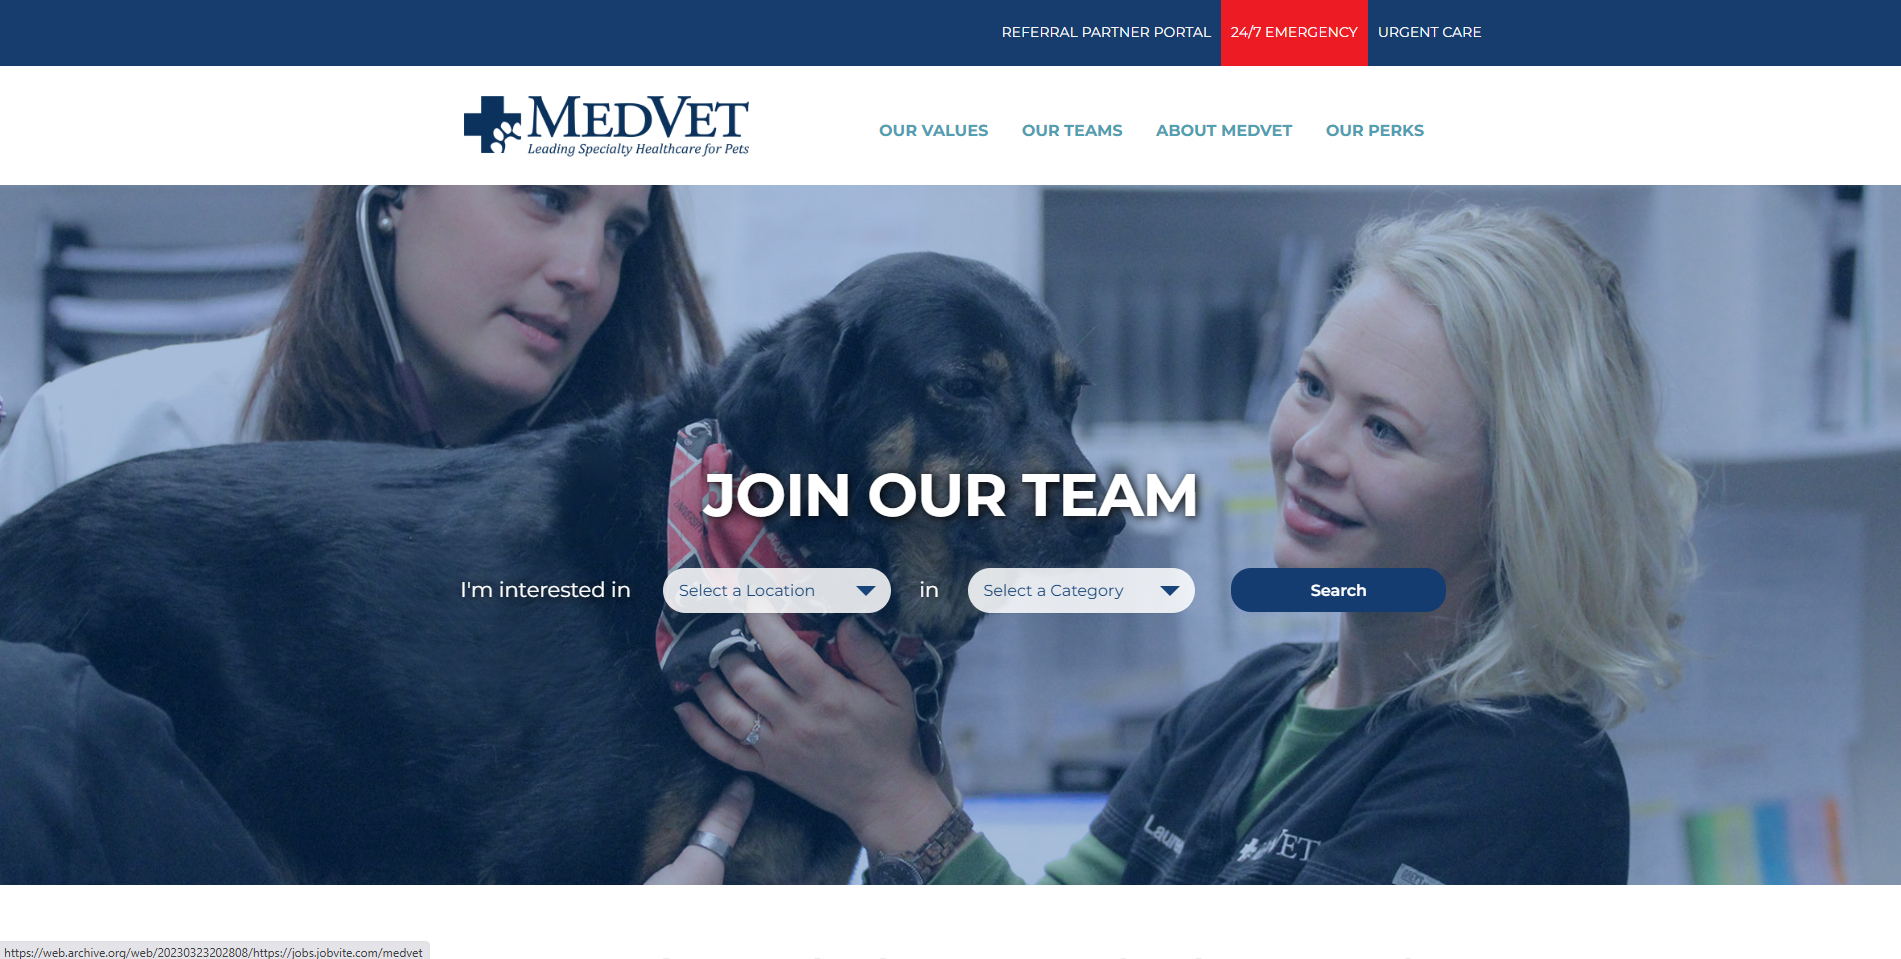 REFERRAL PARTNER PORTAL 24/7 EMERGENCY URGENT CARE
MEDVET
Leading Specialty Healthcare for Pets
OUR VALUES OUR TEAMS ABOUT MEDVET OUR PERKS
JOIN OUR TEAM
I'm interested in Select a Location in Select a Category Search
VET
https://web.archive.org/web/20230323202808/https://jobs.jobvite.com/medvet